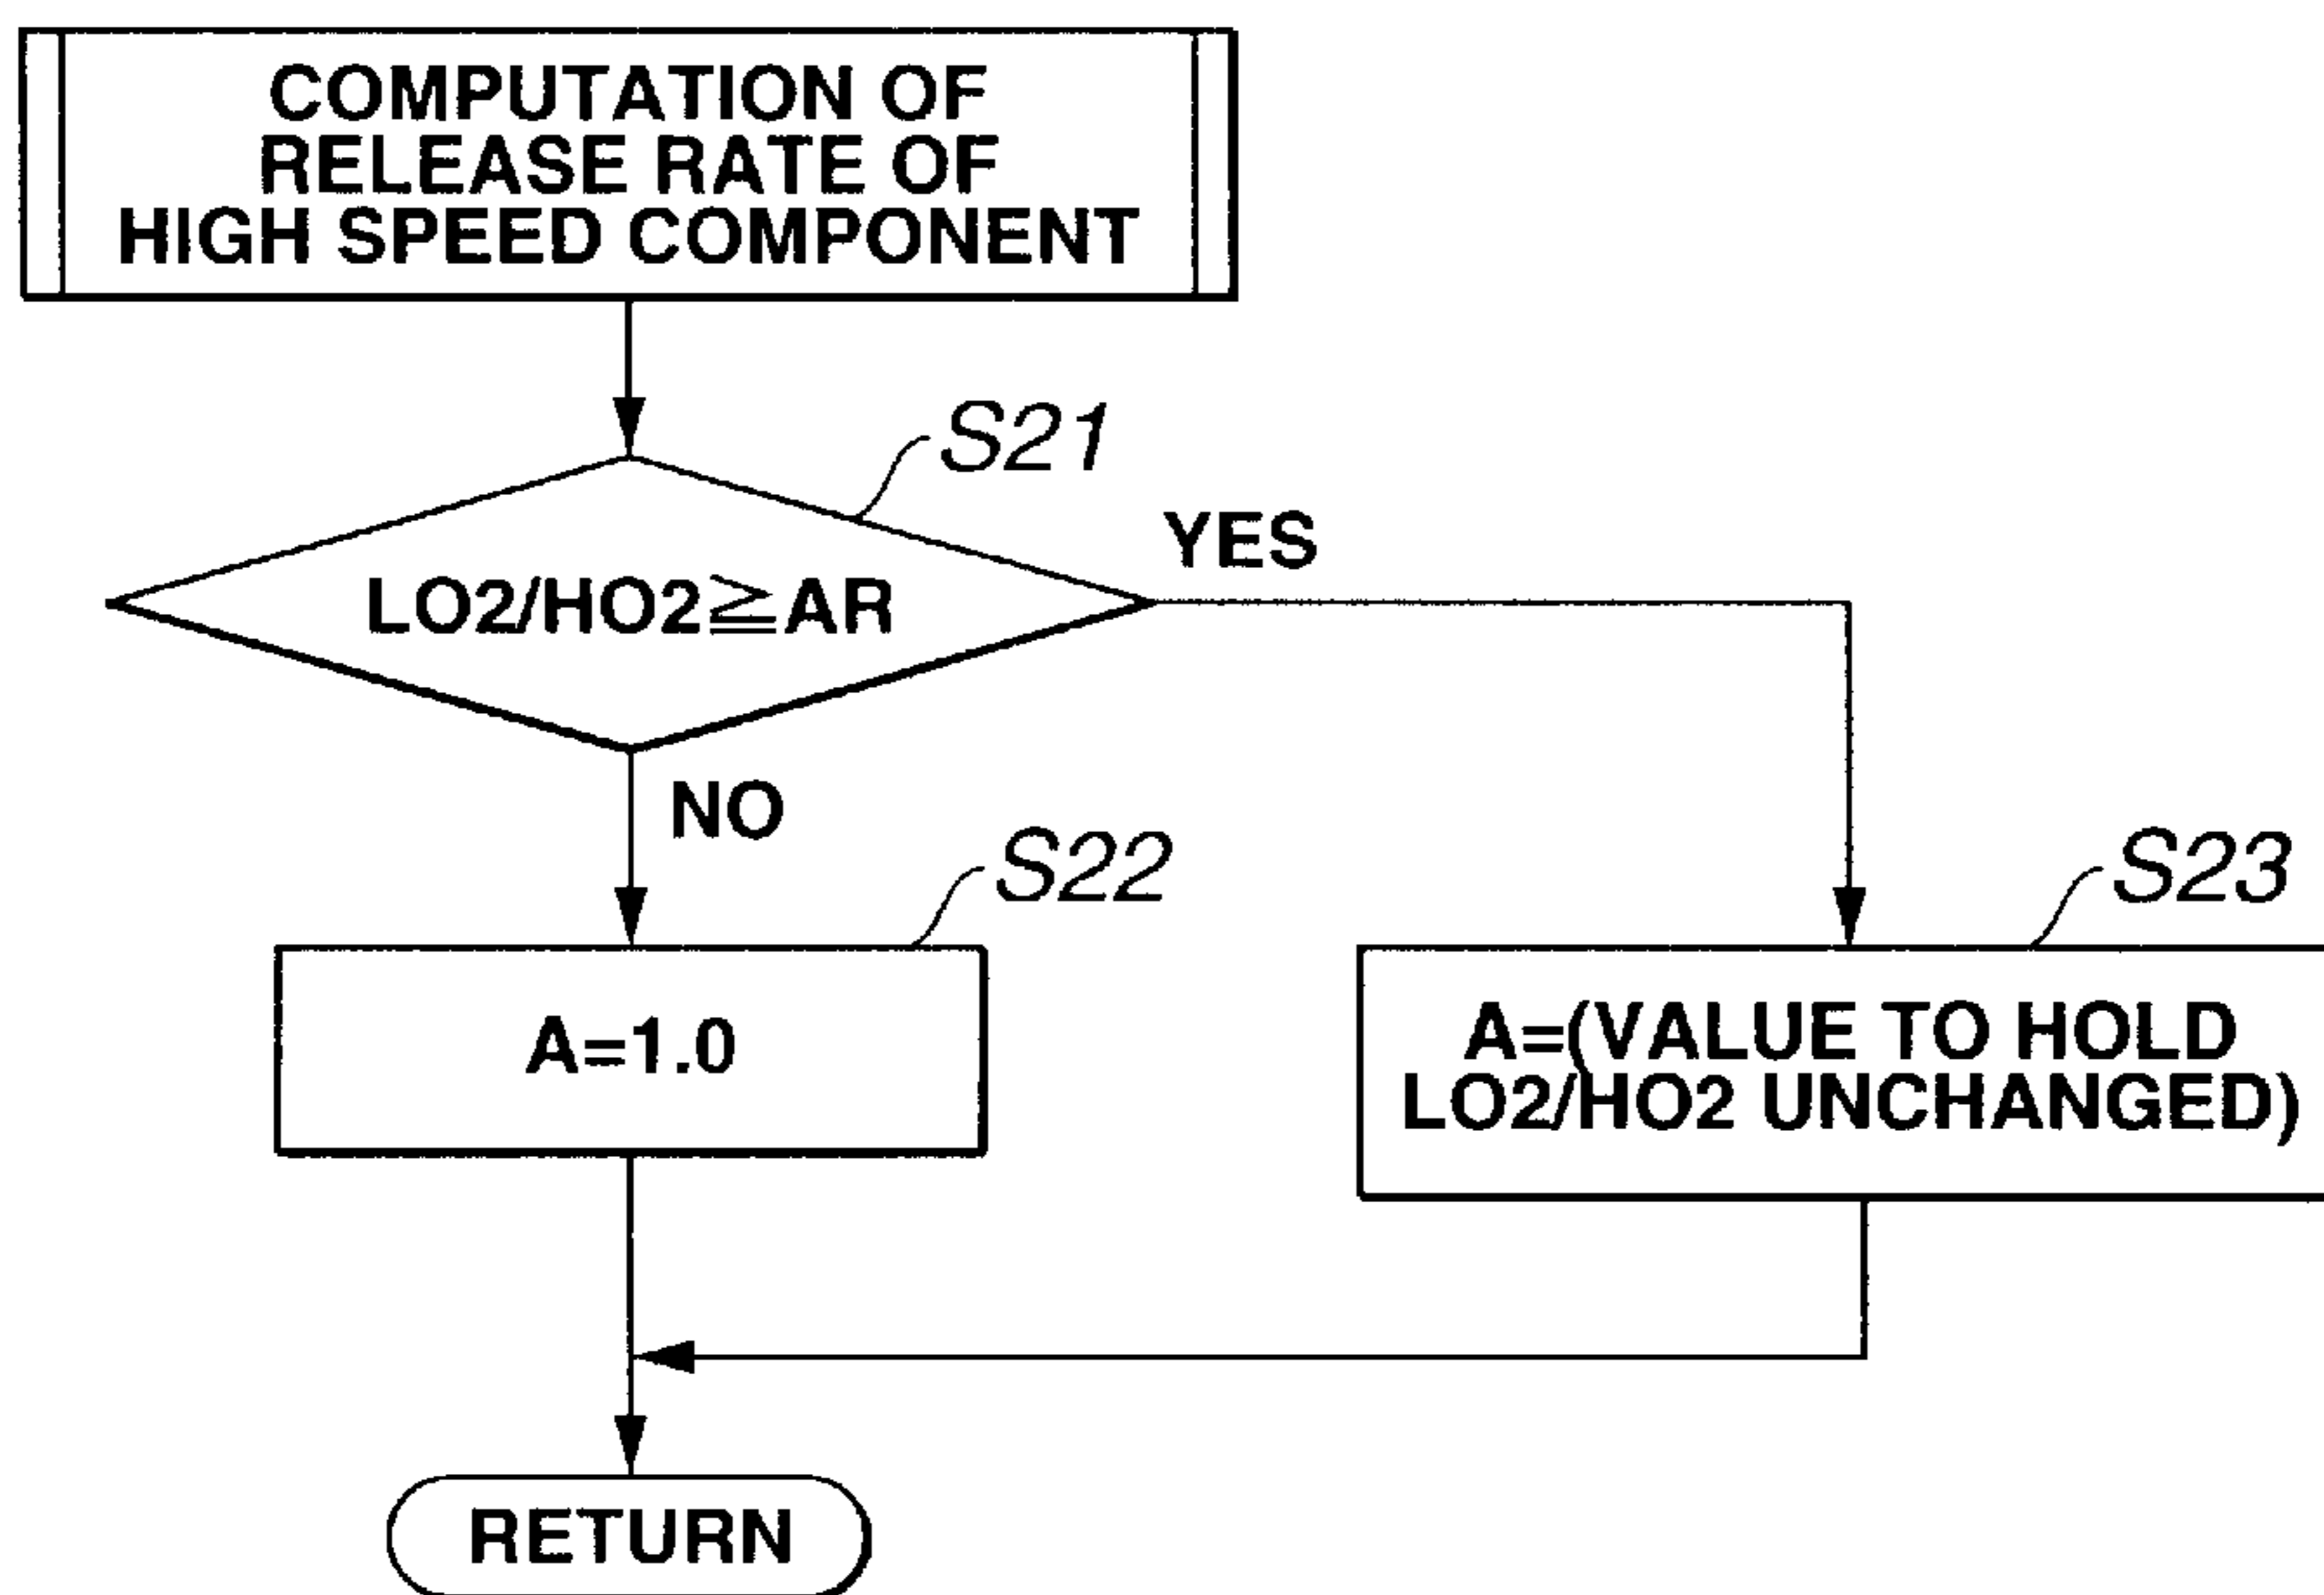 COMPUTATION OF
RELEASE RATE OF
HIGH SPEED COMPONENT
S21
YES
LO2/HO2≧AR
NO
S22
S23
A=1.0
A=(VALUE TO HOLD
LO2/HO2 UNCHANGED)
RETURN